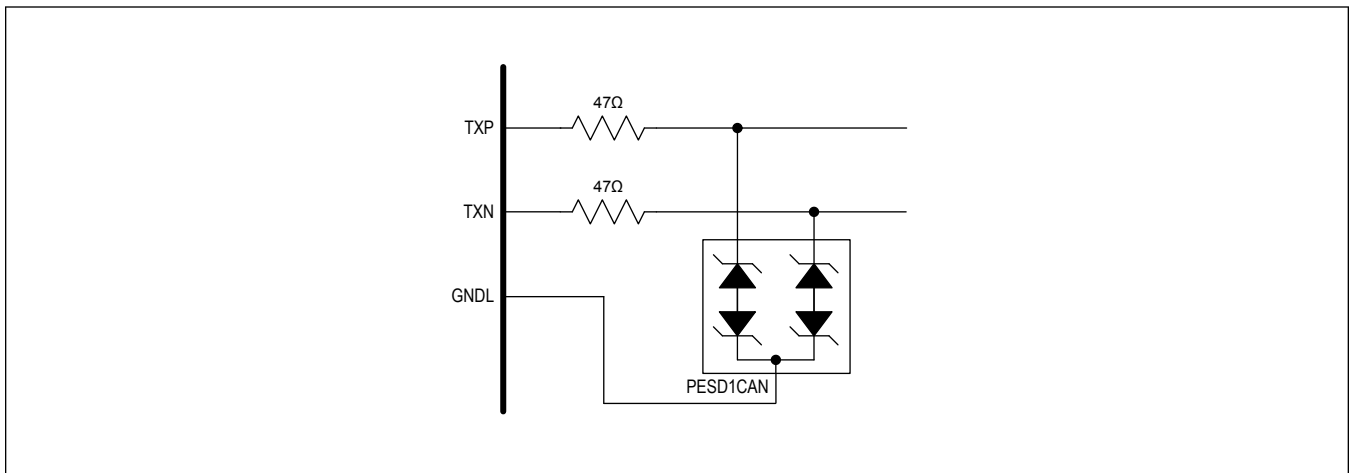 47Ω
TXP
47Ω
TXN
GNDL
PESD1CAN